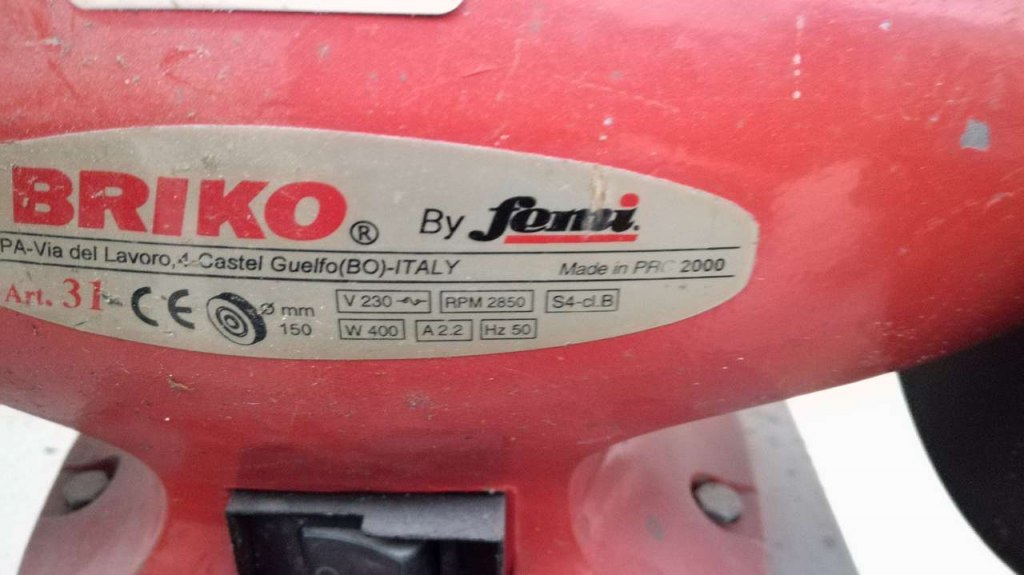 BRIKO ® By femi.
PA-Via del Lavoro, 4-Castel Guelfo(BO)-ITALY Made in PRC 2000
Art. 31 CE Ø mm 150 V 230 RPM 2850 S4-cl.B
W 400 A 2.2 Hz 50